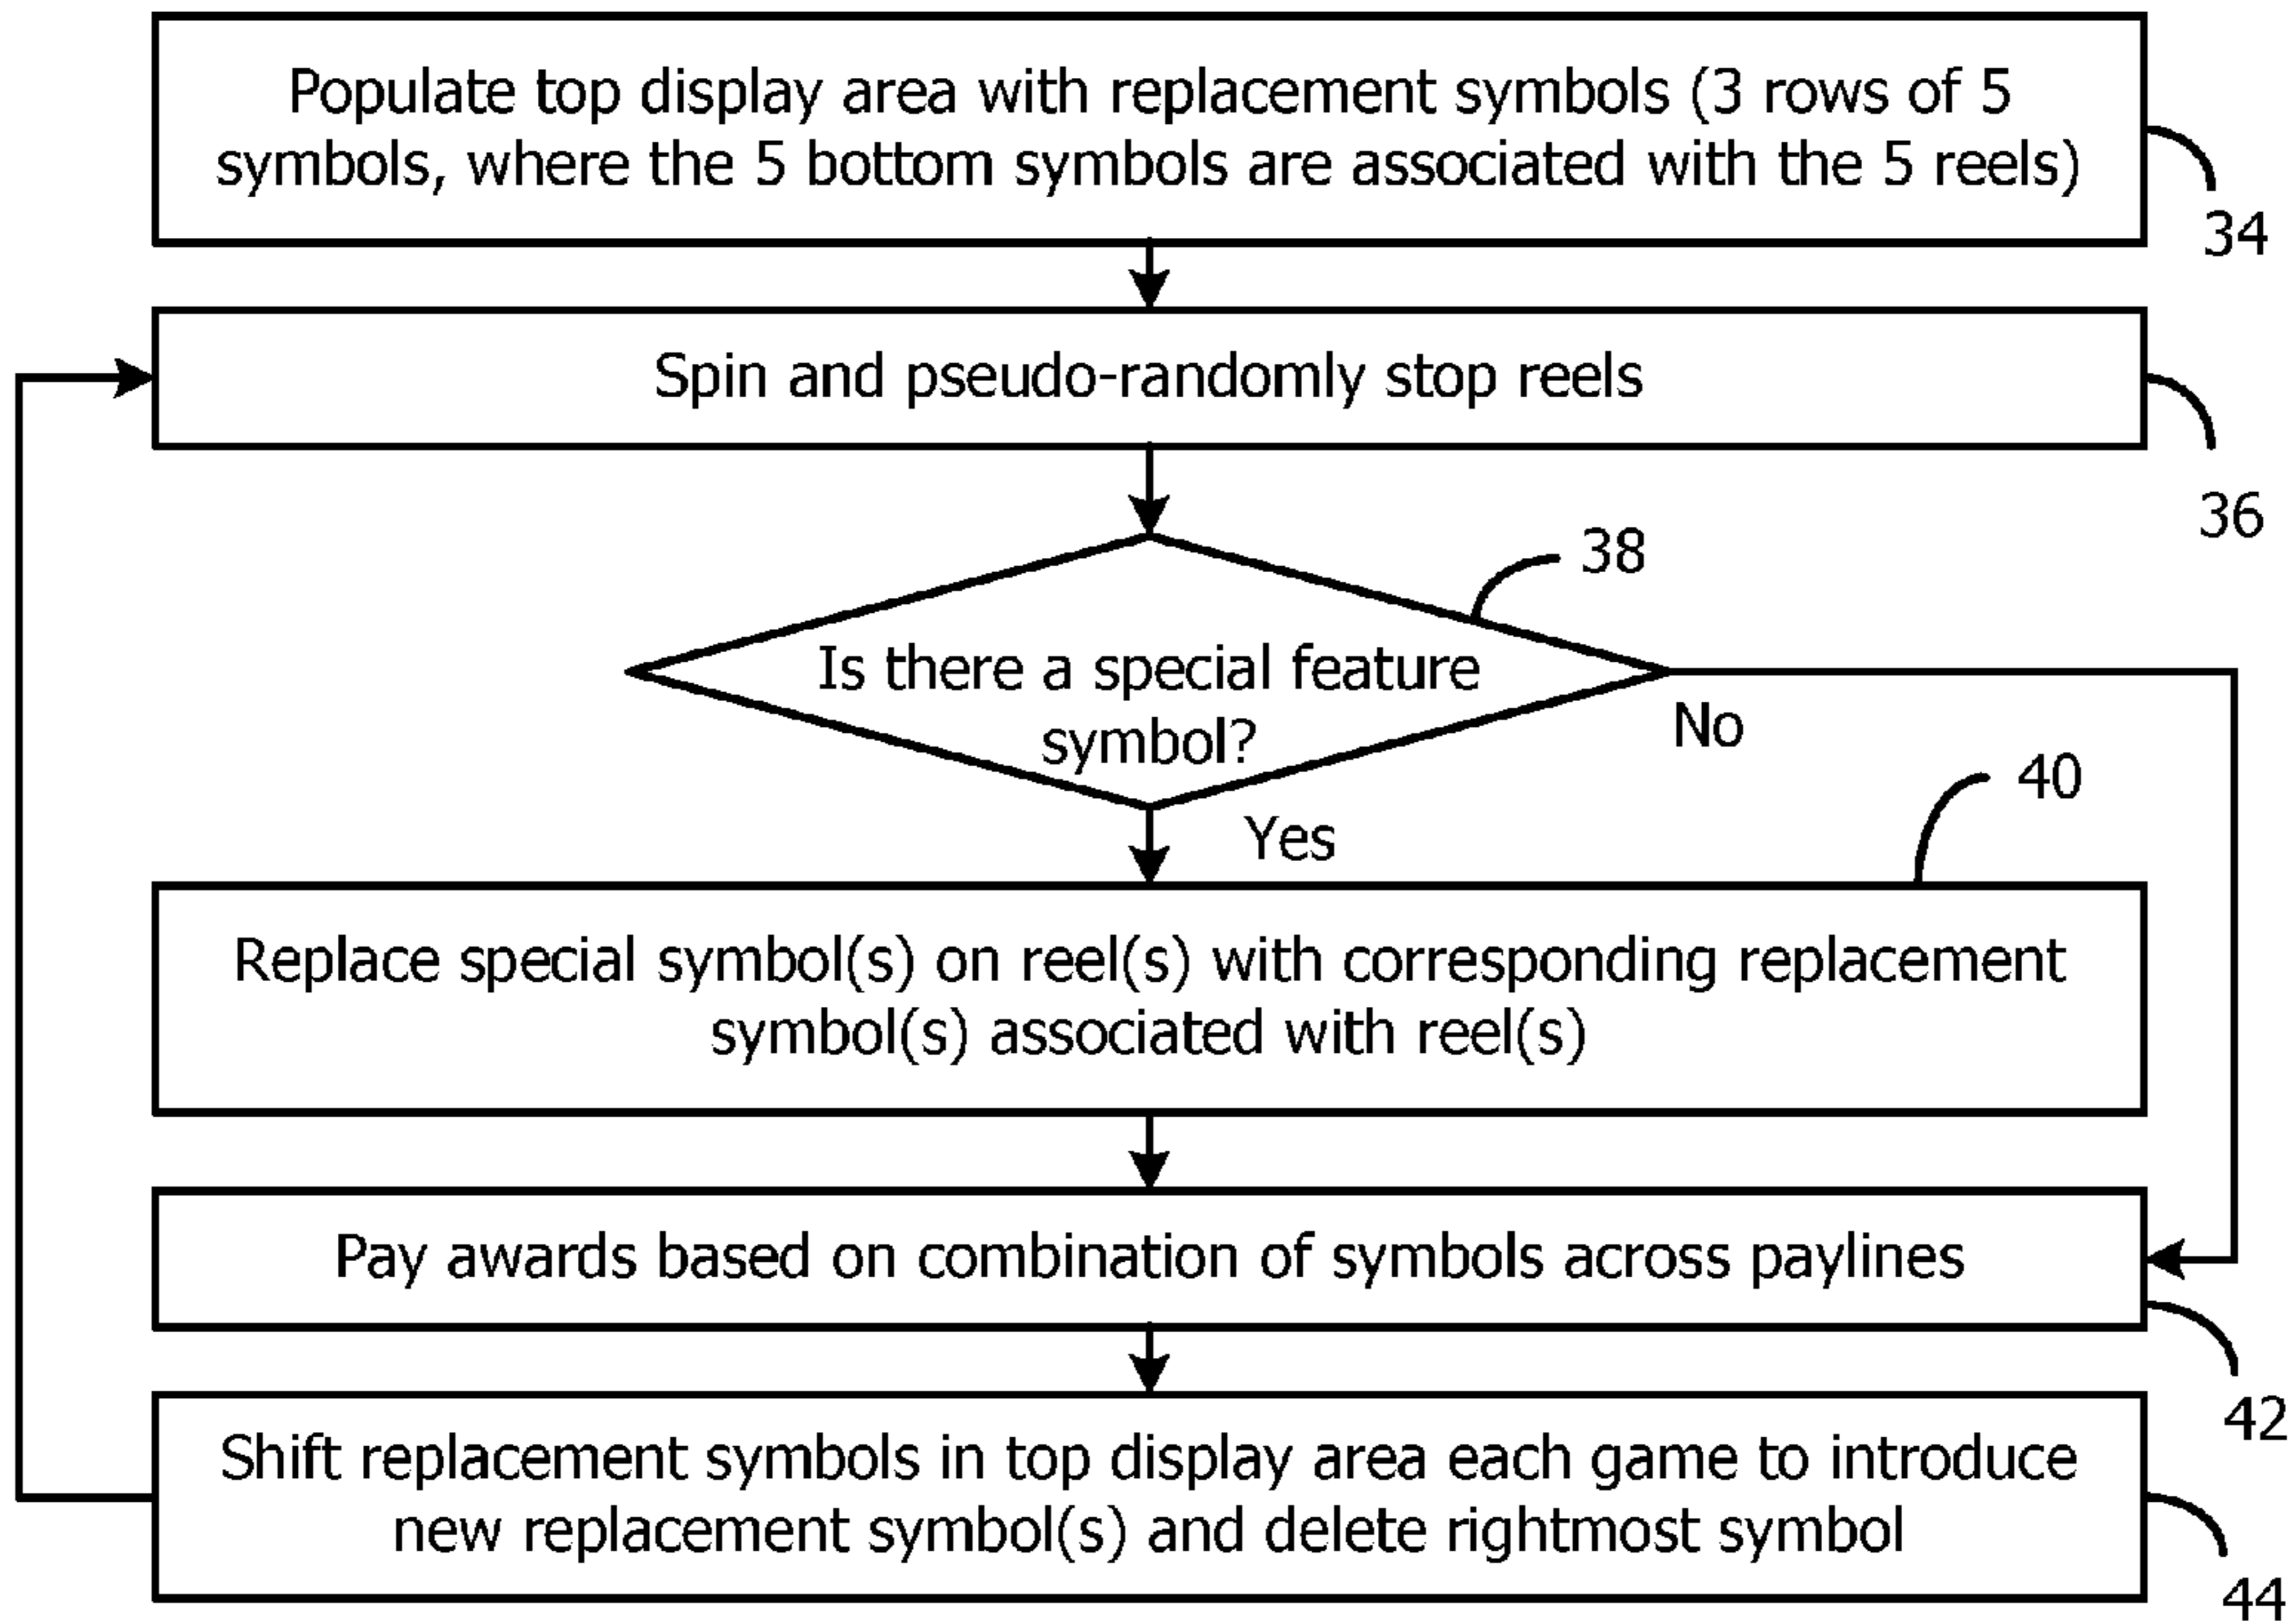 Populate top display area with replacement symbols (3 rows of 5
symbols, where the 5 bottom symbols are associated with the 5 reels)
34
Spin and pseudo-randomly stop reels
36
38
Is there a special feature
symbol?
No
Yes
40
Replace special symbol(s) on reel(s) with corresponding replacement
symbol(s) associated with reel(s)
Pay awards based on combination of symbols across paylines
42
Shift replacement symbols in top display area each game to introduce
new replacement symbol(s) and delete rightmost symbol
44